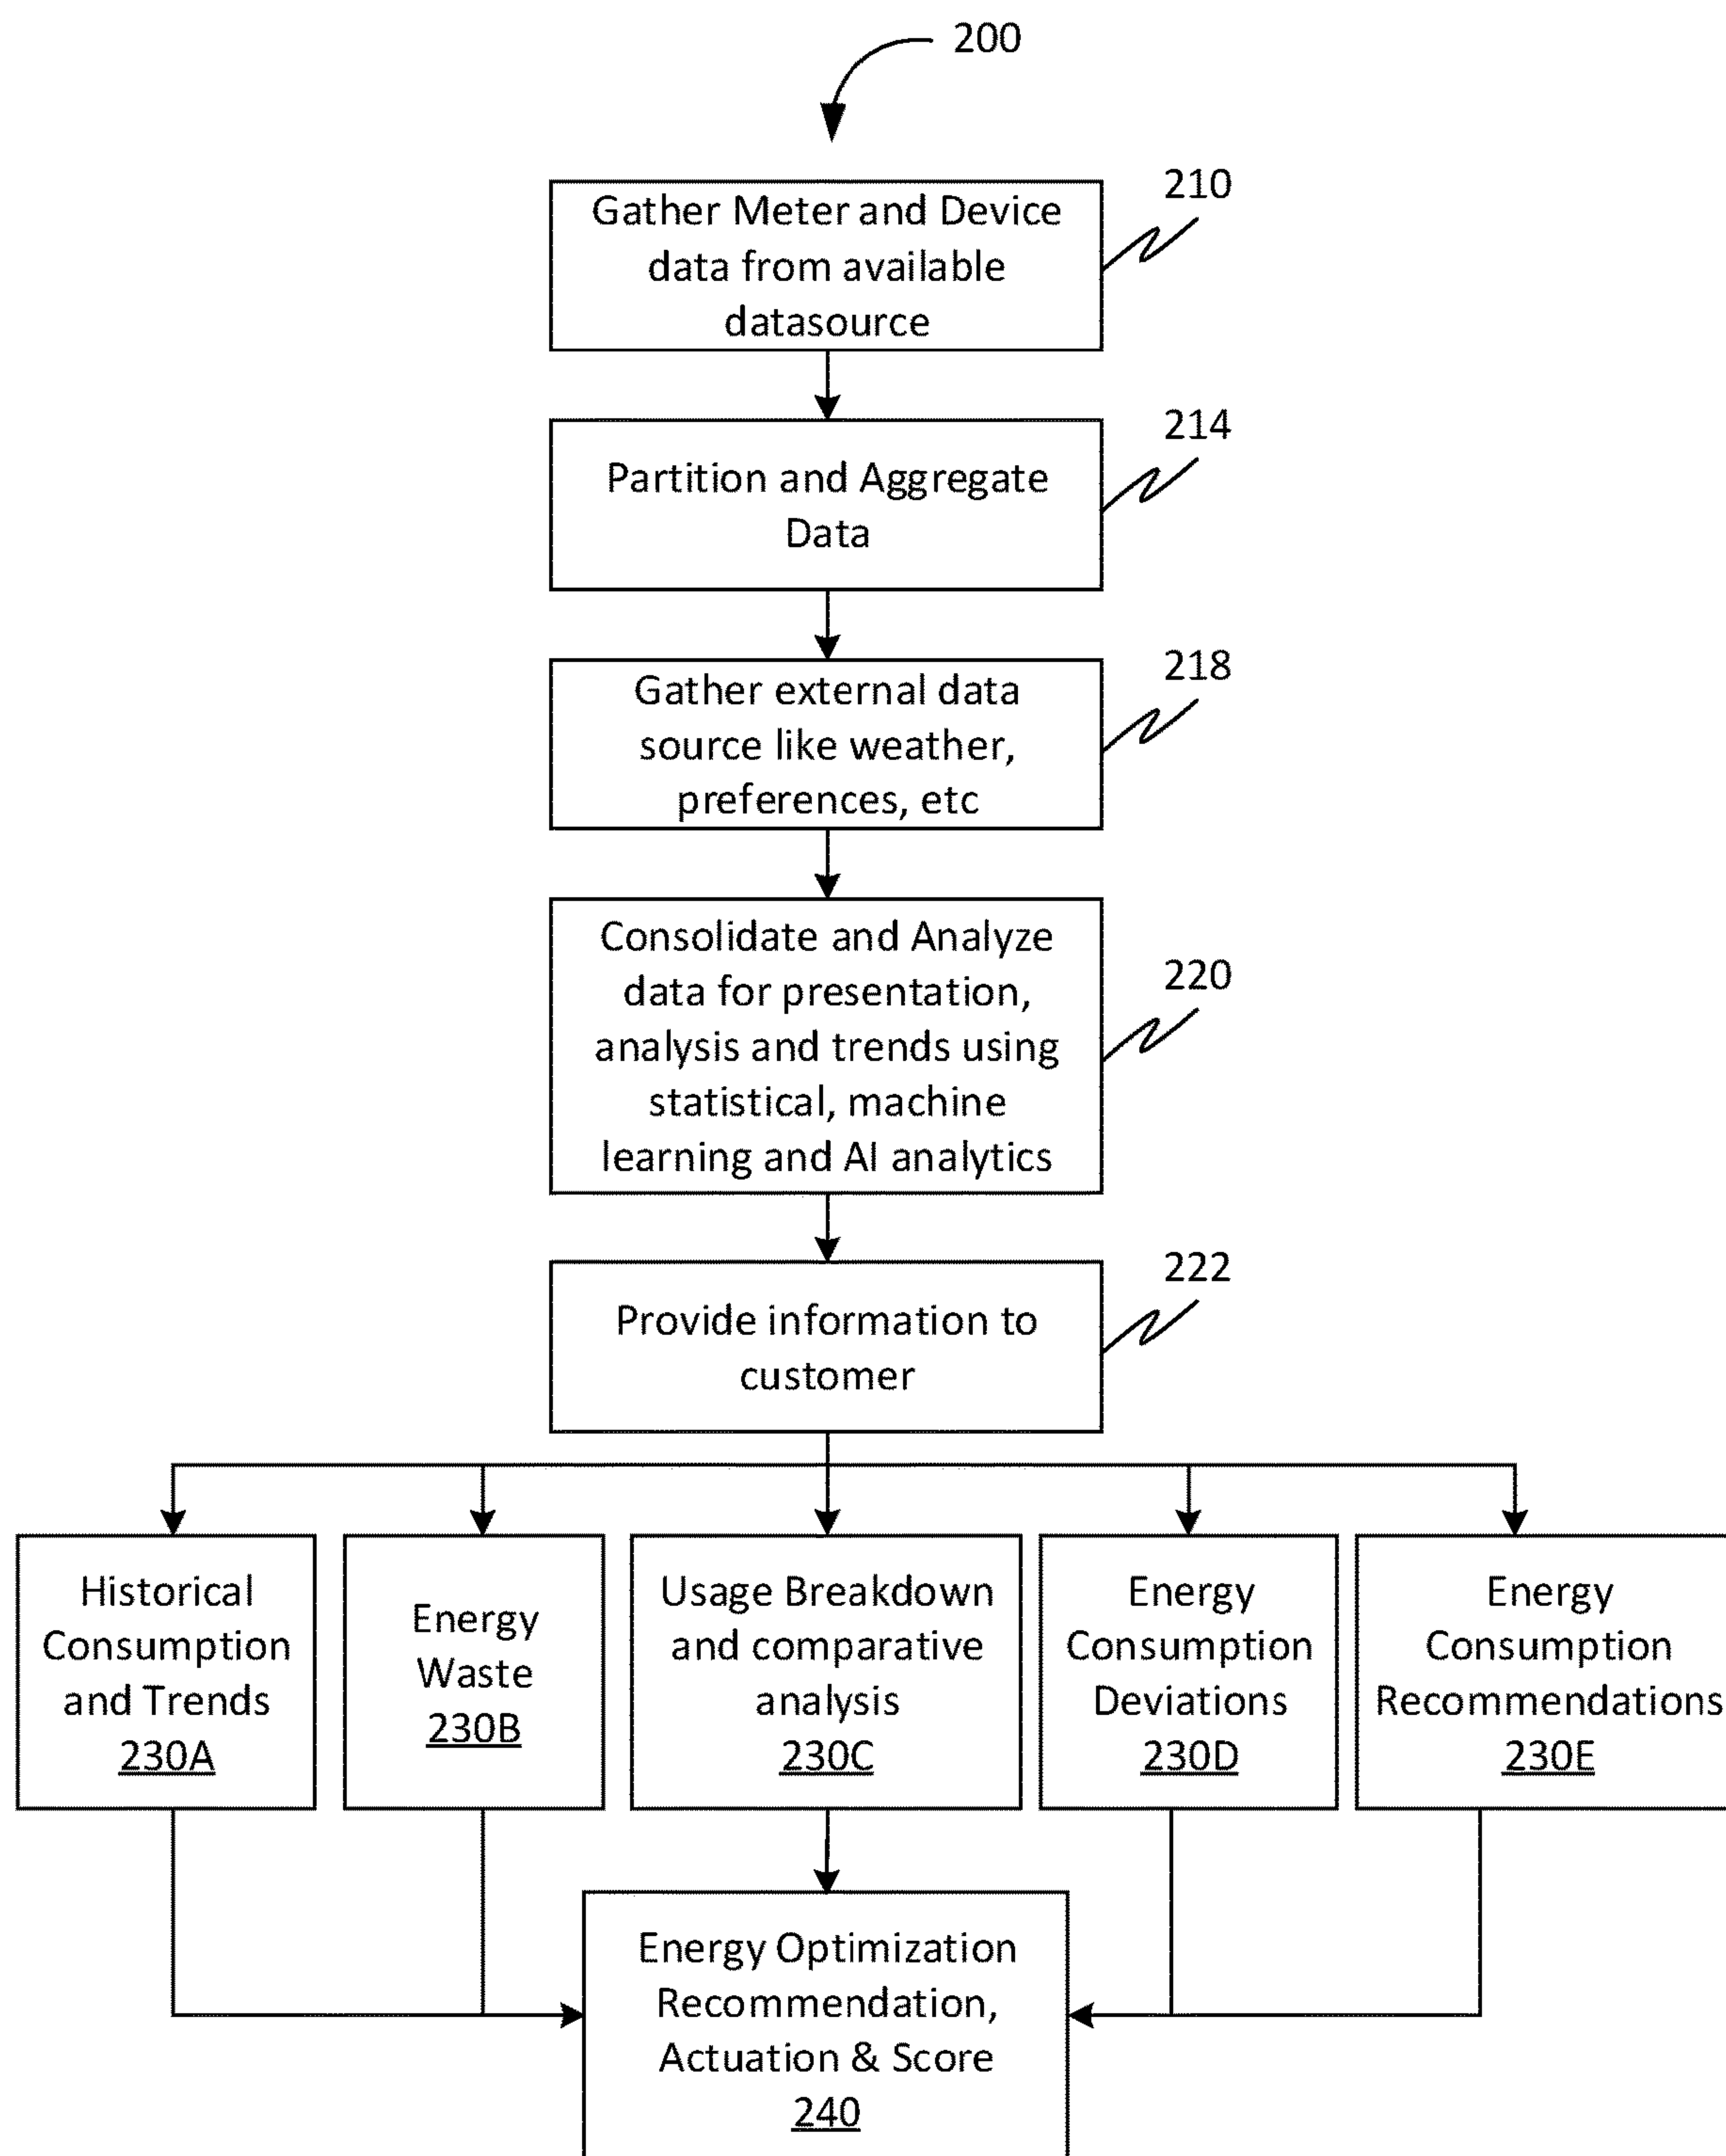 200
Gather Meter and Device
data from available
datasource
210
Partition and Aggregate
Data
214
Gather external data
source like weather,
preferences, etc
218
Consolidate and Analyze
data for presentation,
analysis and trends using
statistical, machine
learning and AI analytics
220
Provide information to
customer
222
Historical
Consumption
and Trends
230A
Energy
Waste
230B
Usage Breakdown
and comparative
analysis
230C
Energy
Consumption
Deviations
230D
Energy
Consumption
Recommendations
230E
Energy Optimization
Recommendation,
Actuation & Score
240